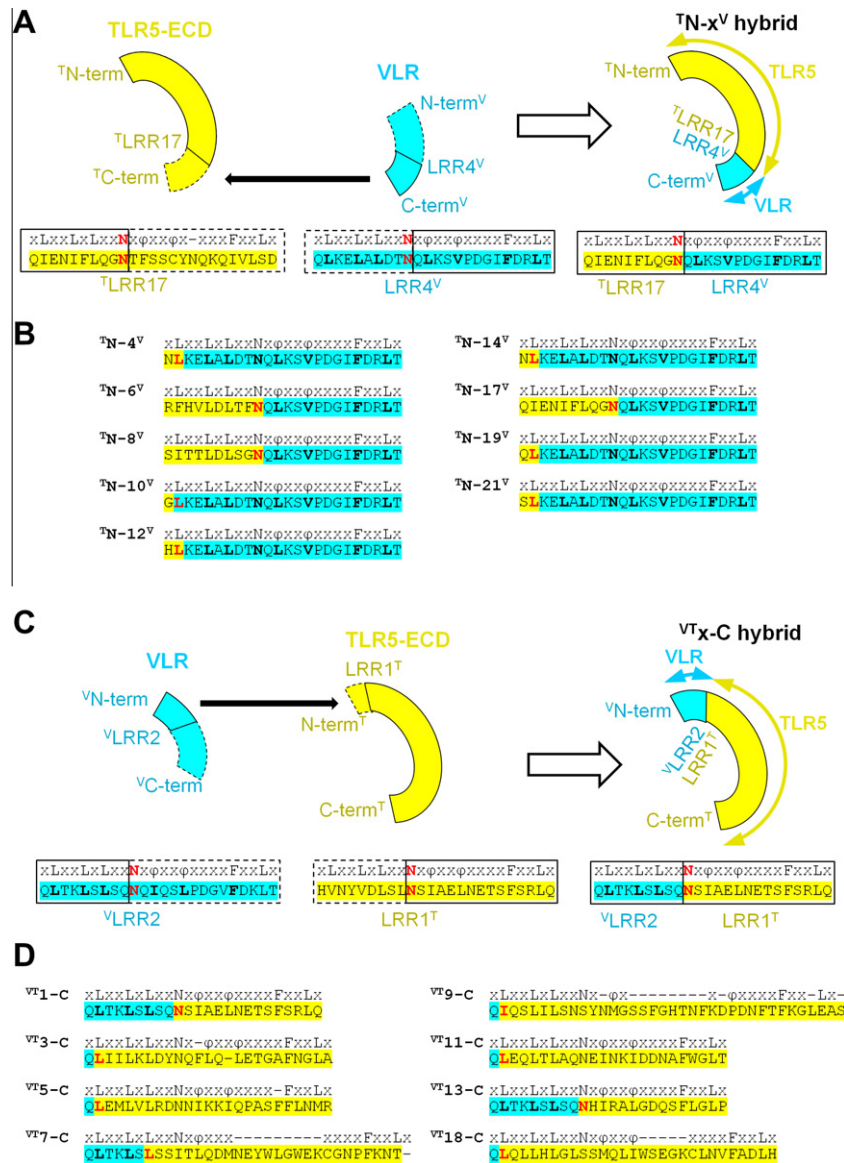 A
TLR5-ECD
ᵀN-term
ᵀLRR17
ᵀC-term
VLR
N-termⱽ
LRR4ⱽ
C-termⱽ
ᵀN-xⱽ hybrid
ᵀN-term
TLR5
ᵀLRR17
LRR4ⱽ
C-termⱽ
VLR
xLxxLxLxxNxφxxφx-xxxFxxLx
QIENIFLQGNTFSSCYNQKQIVLSD
ᵀLRR17
xLxxLxLxxNxφxxφxxxxFxxLx
QLKELALDTNQLKSVPDGIFDRLT
LRR4ⱽ
xLxxLxLxxNxφxxφxxxxFxxLx
QIENIFLQGNQLKSVPDGIFDRLT
ᵀLRR17
LRR4ⱽ
B
ᵀN-4ⱽ
xLxxLxLxxNxφxxφxxxxFxxLx
NLKELALDTNQLKSVPDGIFDRLT
ᵀN-6ⱽ
xLxxLxLxxNxφxxφxxxxFxxLx
RFHVLDLTFNQLKSVPDGIFDRLT
ᵀN-8ⱽ
xLxxLxLxxNxφxxφxxxxFxxLx
SITTLDLSGNQLKSVPDGIFDRLT
ᵀN-10ⱽ
xLxxLxLxxNxφxxφxxxxFxxLx
GLKELALDTNQLKSVPDGIFDRLT
ᵀN-12ⱽ
xLxxLxLxxNxφxxφxxxxFxxLx
HLKELALDTNQLKSVPDGIFDRLT
ᵀN-14ⱽ
xLxxLxLxxNxφxxφxxxxFxxLx
NLKELALDTNQLKSVPDGIFDRLT
ᵀN-17ⱽ
xLxxLxLxxNxφxxφxxxxFxxLx
QIENIFLQGNQLKSVPDGIFDRLT
ᵀN-19ⱽ
xLxxLxLxxNxφxxφxxxxFxxLx
QLKELALDTNQLKSVPDGIFDRLT
ᵀN-21ⱽ
xLxxLxLxxNxφxxφxxxxFxxLx
SLKELALDTNQLKSVPDGIFDRLT
C
VLR
ⱽN-term
ⱽLRR2
ⱽC-term
TLR5-ECD
LRR1ᵀ
N-termᵀ
C-termᵀ
ⱽᵀx-C hybrid
VLR
ⱽN-term
TLR5
ⱽLRR2
LRR1ᵀ
C-termᵀ
xLxxLxLxxNxφxxφxxxxFxxLx
QLTKLSLSQNQIQSLPDGVFDKLT
ⱽLRR2
xLxxLxLxxNxφxxφxxxxFxxLx
HVNYVDLSLNSIAELNETSFSRLQ
LRR1ᵀ
xLxxLxLxxNxφxxφxxxxFxxLx
QLTKLSLSQNSIAELNETSFSRLQ
ⱽLRR2
LRR1ᵀ
D
ⱽᵀ1-C
xLxxLxLxxNxφxxφxxxxFxxLx
QLTKLSLSQNSIAELNETSFSRLQ
ⱽᵀ3-C
xLxxLxLxxNx-φxxφxxxxFxxLx
QLIILKLDYNQFLQ-LETGAFNGLA
ⱽᵀ5-C
xLxxLxLxxNxφxxφxxxx-FxxLx
QLEMLVLRDNNIKKIQPASFFLNMR
ⱽᵀ7-C
xLxxLxLxxNxφxxx---------xxxxFxxLx
QLTKLSLSSITLQDMNEYWLGWEKCGNPFKNT-
ⱽᵀ9-C
xLxxLxLxxNx-φx--------x-φxxxxFxx-Lx-
QIQSLILSNSYNMGSSFGHTNFKDPDNFTFKGLEAS
ⱽᵀ11-C
xLxxLxLxxNxφxxφxxxxFxxLx
QLEQLTLAQNEINKIDDNAFWGLT
ⱽᵀ13-C
xLxxLxLxxNxφxxφxxxxFxxLx
QLTKLSLSQNHIRALGDQSFLGLP
ⱽᵀ18-C
xLxxLxLxxNxφxxφx-----xxxFxxLx
QLQLLHLGLSSMQLIWSEGKCLNVFADLH